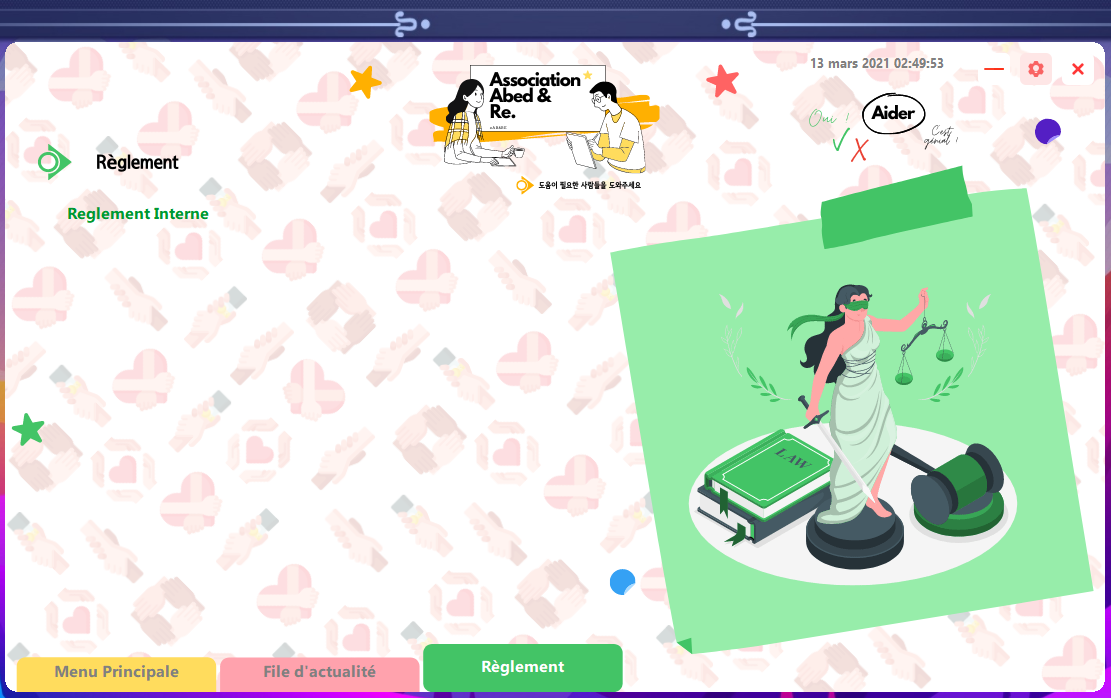 13 mars 2021 02:49:53
Association
Abed &
Re.
도움이 필요한 사람들을 도와주세요
Oui !
Aider
C'est
génial !
Règlement
Reglement Interne
LAW
Menu Principale
File d'actualité
Règlement